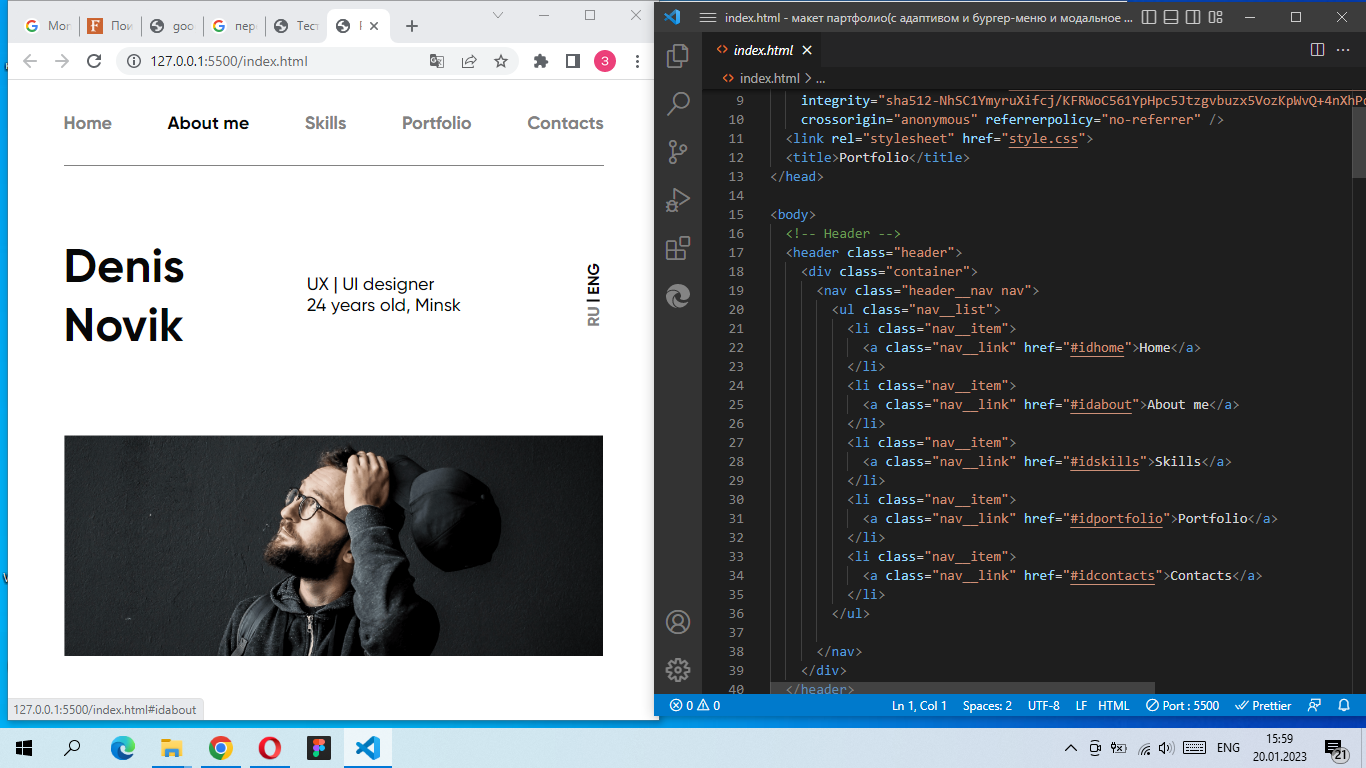 Мог
Пои
goo
пер
Тест
127.0.0.1:5500/index.html
3
Home About me Skills Portfolio Contacts
Denis
Novik
UX | UI designer
24 years old, Minsk
RU | ENG
127.0.0.1:5500/index.html#idabout
index.html - макет партфолио(с адаптивом и бургер-меню и модальное ...
index.html
index.html > ...
9 integrity="sha512-NhSC1YmyruXifcj/KFRWoC561YpHpc5Jtzgvbuzx5VozKpWvQ+4nXhPd
10 crossorigin="anonymous" referrerpolicy="no-referrer" />
11 <link rel="stylesheet" href="style.css">
12 <title>Portfolio</title>
13 </head>
14
15 <body>
16 <!-- Header -->
17 <header class="header">
18 <div class="container">
19 <nav class="header__nav nav">
20 <ul class="nav__list">
21 <li class="nav__item">
22 <a class="nav__link" href="#idhome">Home</a>
23 </li>
24 <li class="nav__item">
25 <a class="nav__link" href="#idabout">About me</a>
26 </li>
27 <li class="nav__item">
28 <a class="nav__link" href="#idskills">Skills</a>
29 </li>
30 <li class="nav__item">
31 <a class="nav__link" href="#idportfolio">Portfolio</a>
32 </li>
33 <li class="nav__item">
34 <a class="nav__link" href="#idcontacts">Contacts</a>
35 </li>
36 </ul>
37
38 </nav>
39 </div>
40 </header>
0 0 Ln 1, Col 1 Spaces: 2 UTF-8 LF HTML Port : 5500 Prettier
ENG
15:59
20.01.2023
21